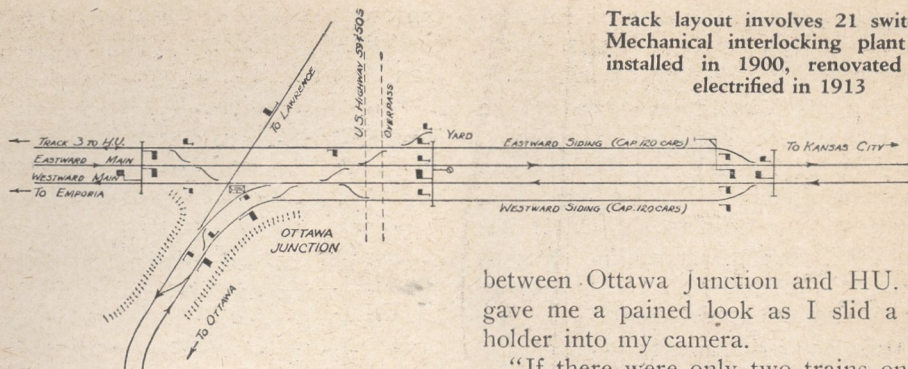 Track layout involves 21
Mechanical interlocking plant
installed in 1900, renovated
electrified in 1913
TO LAWRENCE
U.S. HIGHWAY 59 & 50S
OVERPASS
YARD
TRACK 3 TO H.U.
EASTWARD MAIN
WESTWARD MAIN
TO EMPORIA
EASTWARD SIDING (CAP. 120 CARS)
TO KANSAS CITY
WESTWARD SIDING (CAP. 120 CARS)
OTTAWA
JUNCTION
TO OTTAWA
between Ottawa Junction and HU.
gave me a pained look as I slid a
holder into my camera.
"If there were only two trains on